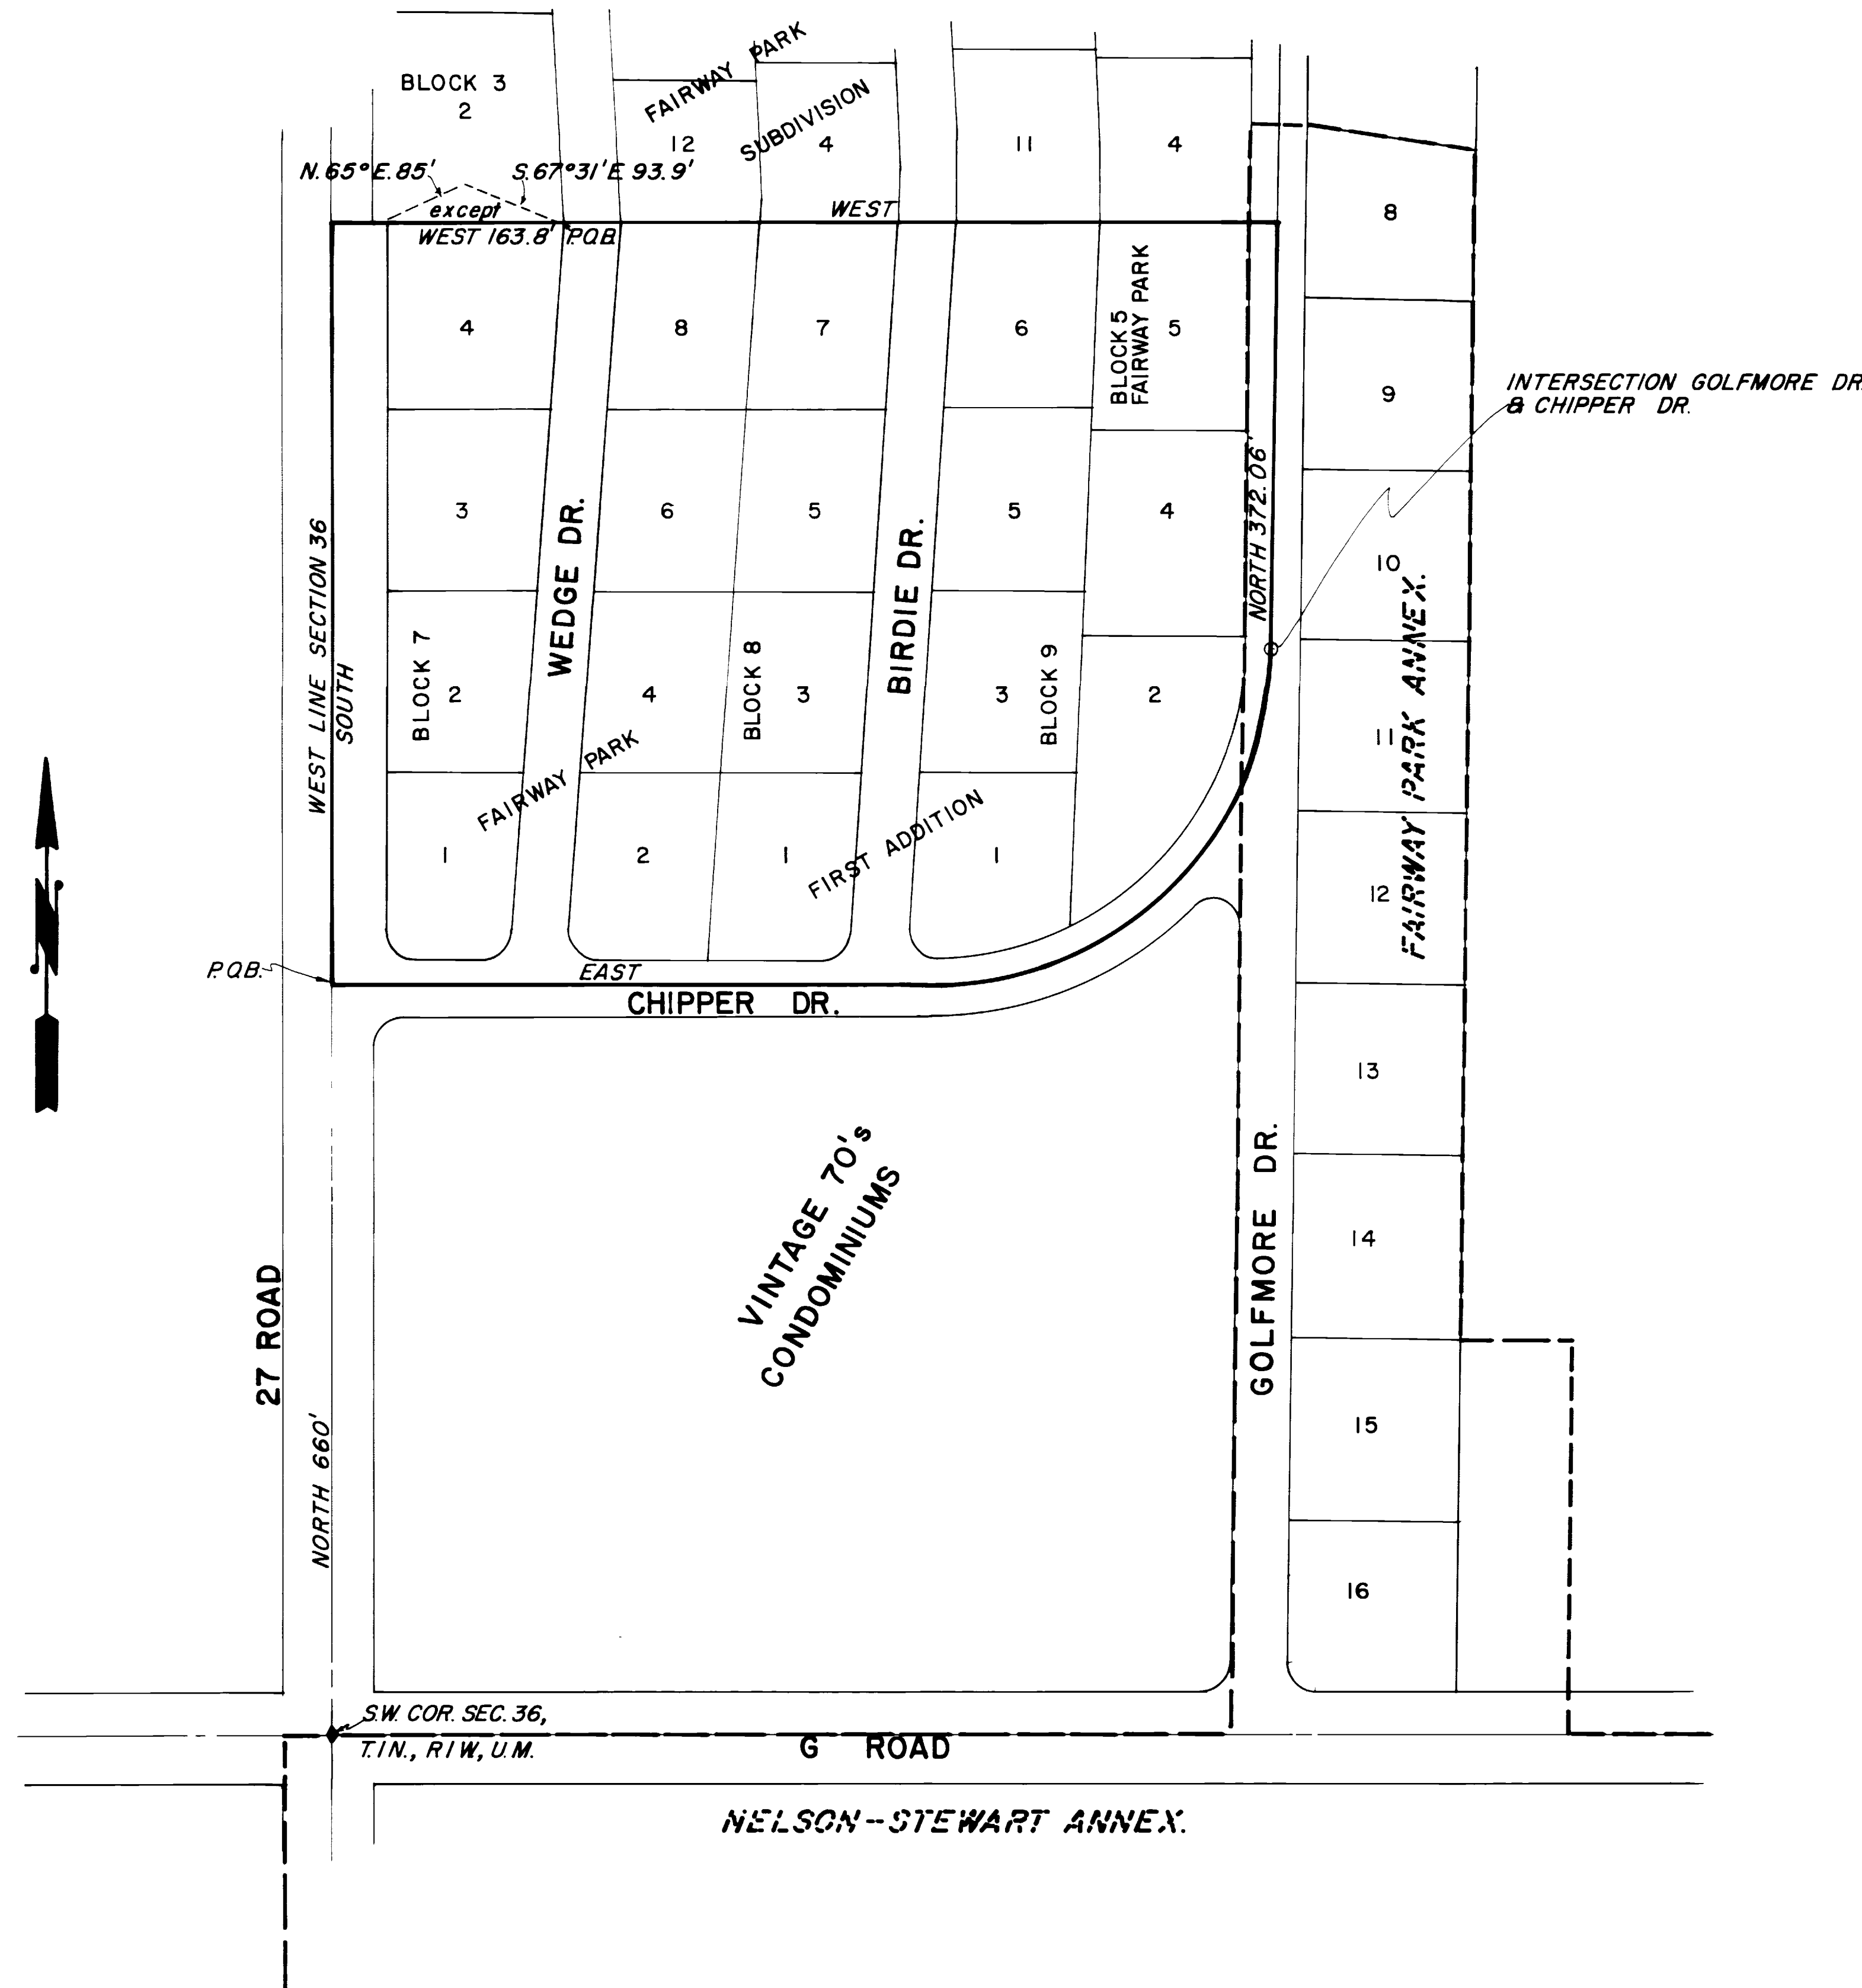 BLOCK 3
2
FAIRWAY PARK
SUBDIVISION
12
4
11
4
N. 65° E. 85'
S. 67°31' E 93.9'
except
WEST
WEST 163.8' P.O.B.
8
4
8
7
6
BLOCK 5
FAIRWAY PARK
5
9
INTERSECTION GOLFMORE DR.
& CHIPPER DR.
3
6
5
5
4
NORTH 372.06'
10
WEST LINE SECTION 36
SOUTH
WEDGE DR.
BIRDIE DR.
BLOCK 7
2
4
BLOCK 8
3
3
BLOCK 9
2
11
FAIRWAY PARK ANNEX.
FAIRWAY PARK
FIRST ADDITION
1
2
1
1
12
P.O.B.
EAST
CHIPPER DR.
13
VINTAGE 70's
CONDOMINIUMS
GOLFMORE DR.
14
27 ROAD
NORTH 660'
15
16
S.W. COR. SEC. 36,
T.1N., R1W, U.M.
G ROAD
NELSON-STEWART ANNEX.
N